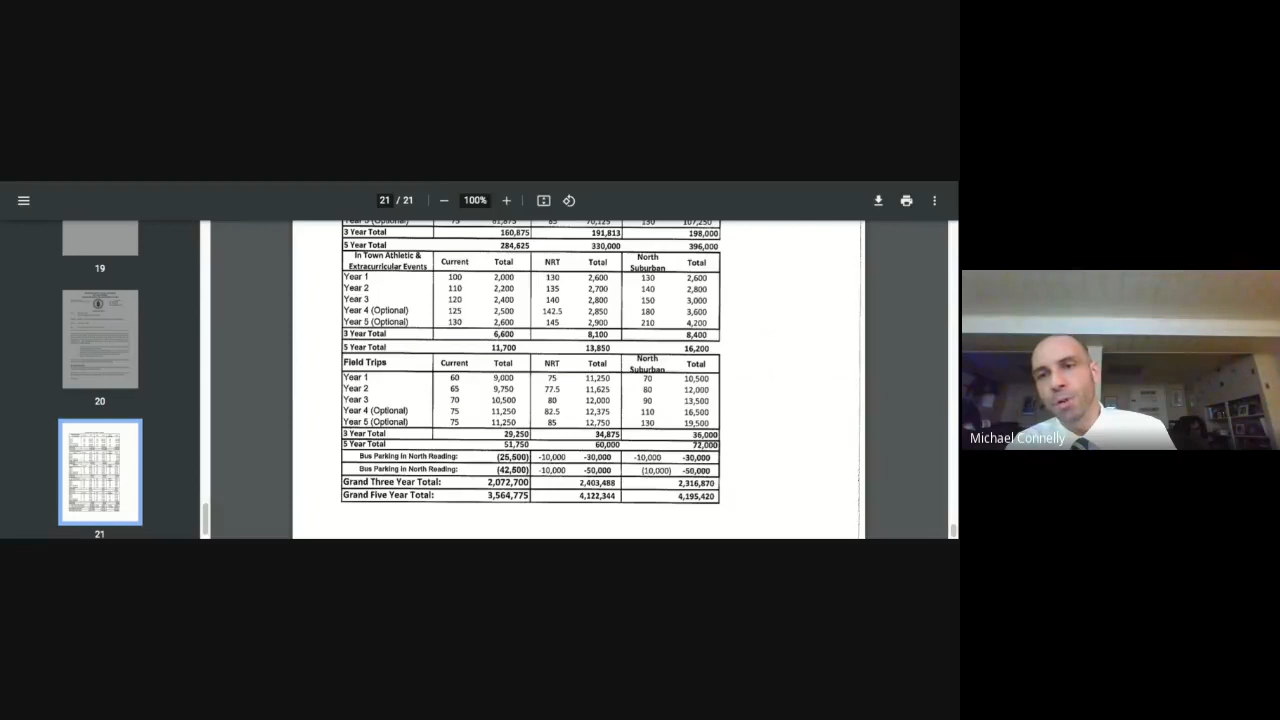 21 / 21 100%
Year 5 (Optional) 75 61,875 85 70,125 130 107,250
3 Year Total 160,875 191,813 198,000
5 Year Total 284,625 330,000 396,000
In Town Athletic & Extracurricular Events Current Total NRT Total North Suburban Total
Year 1 100 2,000 130 2,600 130 2,600
Year 2 110 2,200 135 2,700 140 2,800
Year 3 120 2,400 140 2,800 150 3,000
Year 4 (Optional) 125 2,500 142.5 2,850 180 3,600
Year 5 (Optional) 130 2,600 145 2,900 210 4,200
3 Year Total 6,600 8,100 8,400
5 Year Total 11,700 13,850 16,200
Field Trips Current Total NRT Total North Suburban Total
Year 1 60 9,000 75 11,250 70 10,500
Year 2 65 9,750 77.5 11,625 80 12,000
Year 3 70 10,500 80 12,000 90 13,500
Year 4 (Optional) 75 11,250 82.5 12,375 110 16,500
Year 5 (Optional) 75 11,250 85 12,750 130 19,500
3 Year Total 29,250 34,875 36,000
5 Year Total 51,750 60,000 72,000
Bus Parking In North Reading: (25,500) -10,000 -30,000 -10,000 -30,000
Bus Parking In North Reading: (42,500) -10,000 -50,000 (10,000) -50,000
Grand Three Year Total: 2,072,700 2,403,488 2,316,870
Grand Five Year Total: 3,564,775 4,122,344 4,195,420
19
20
21
Michael Connelly